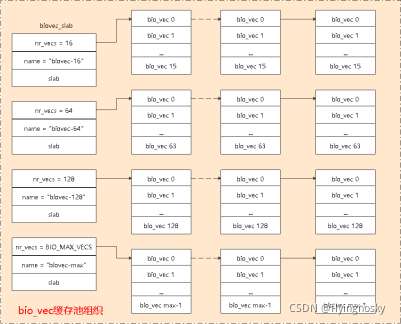 biovec_slab
nr_vecs = 16
name = "biovec-16"
slab
bio_vec 0
bio_vec 1
...
bio_vec 15
bio_vec 0
bio_vec 1
...
bio_vec 15
bio_vec 0
bio_vec 1
...
bio_vec 15
nr_vecs = 64
name = "biovec-64"
slab
bio_vec 0
bio_vec 1
...
bio_vec 63
bio_vec 0
bio_vec 1
...
bio_vec 63
bio_vec 0
bio_vec 1
...
bio_vec 63
nr_vecs = 128
name = "biovec-128"
slab
bio_vec 0
bio_vec 1
...
bio_vec 128
bio_vec 0
bio_vec 1
...
bio_vec 128
bio_vec 0
bio_vec 1
...
bio_vec 128
nr_vecs = BIO_MAX_VECS
name = "biovec-max"
slab
bio_vec 0
bio_vec 1
...
bio_vec max-1
bio_vec 0
bio_vec 1
...
bio_vec max-1
bio_vec 0
bio_vec 1
...
bio_vec max-1
bio_vec缓存池组织
CSDN @flyingnosky